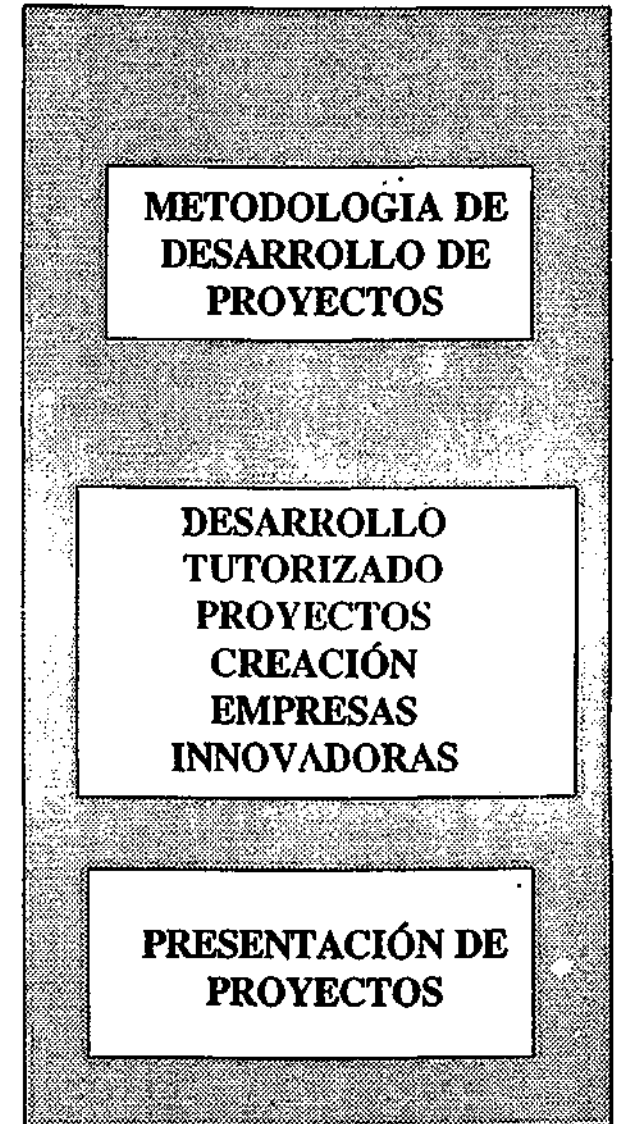 METODOLOGIA DE
DESARROLLO DE
PROYECTOS
DESARROLLO
TUTORIZADO
PROYECTOS
CREACIÓN
EMPRESAS
INNOVADORAS
PRESENTACIÓN DE
PROYECTOS